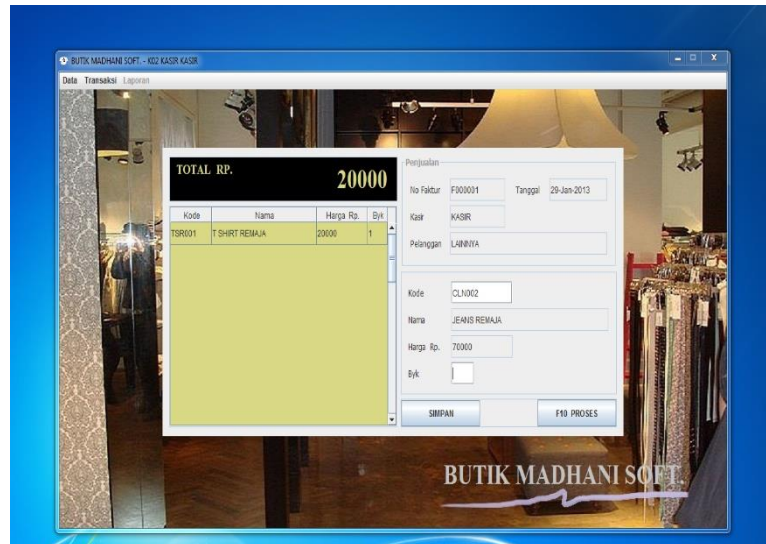 BUTIK MADHANI SOFT. - K02 KASIR KASIR
Data Transaksi Laporan
TOTAL RP.
20000
Kode Nama Harga Rp. Byk
TSR001 T SHIRT REMAJA 20000 1
Penjualan
No Faktur F000001 Tanggal 29-Jan-2013
Kasir KASIR
Pelanggan LAINNYA
Kode CLN002
Nama JEANS REMAJA
Harga Rp. 70000
Byk
SIMPAN F10 PROSES
BUTIK MADHANI SOFT.